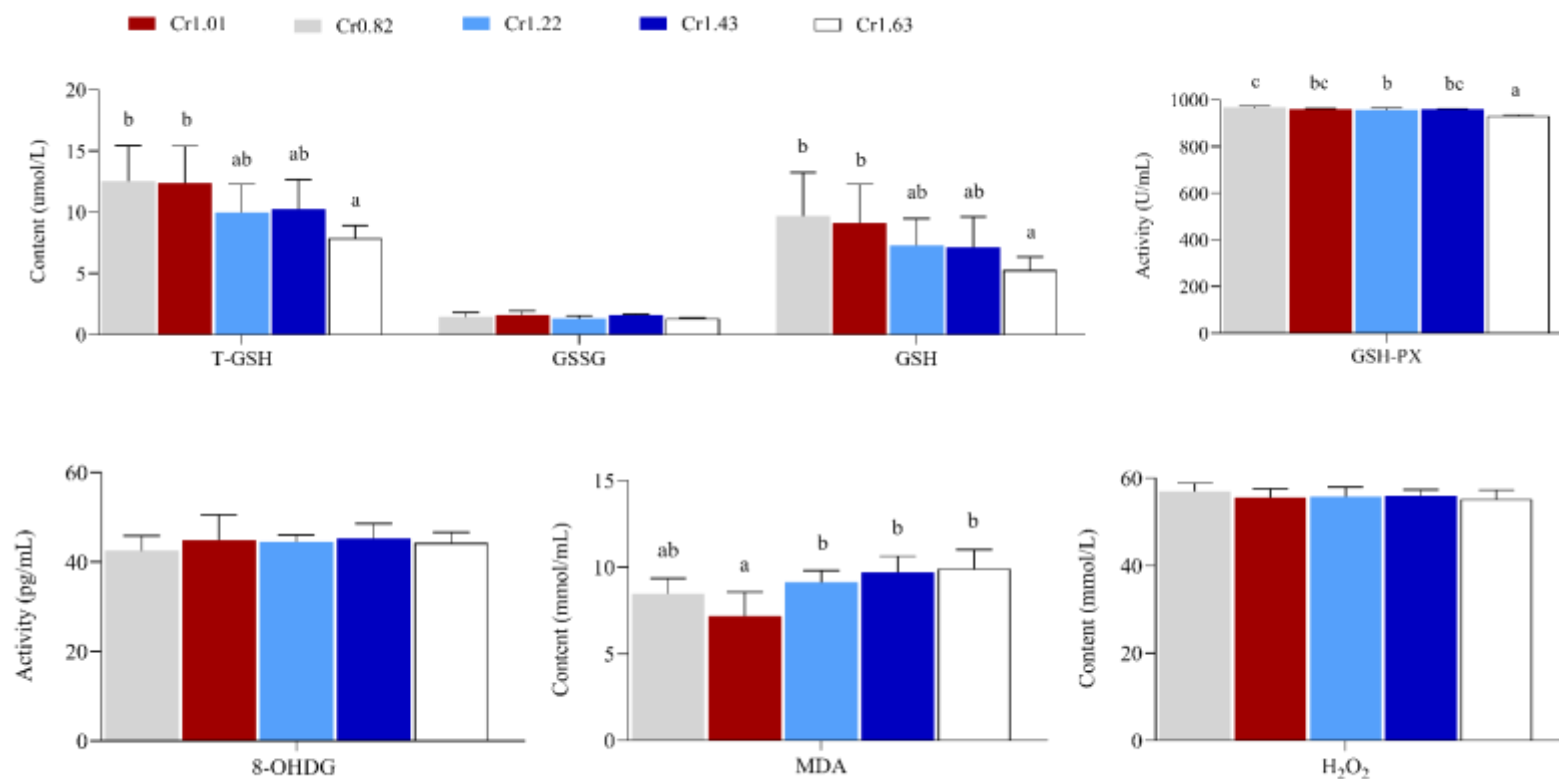 Cr1.01 Cr0.82 Cr1.22 Cr1.43 Cr1.63
Content (umol/L)
20
15
10
5
0
b b ab ab a
b b ab ab a
T-GSH GSSG GSH
Activity (U/mL)
1000
800
600
400
200
0
c bc b bc a
GSH-PX
Activity (pg/mL)
60
40
20
0
8-OHDG
Content (mmol/mL)
15
10
5
0
ab a b b b
MDA
Content (mmol/L)
60
40
20
0
H₂O₂